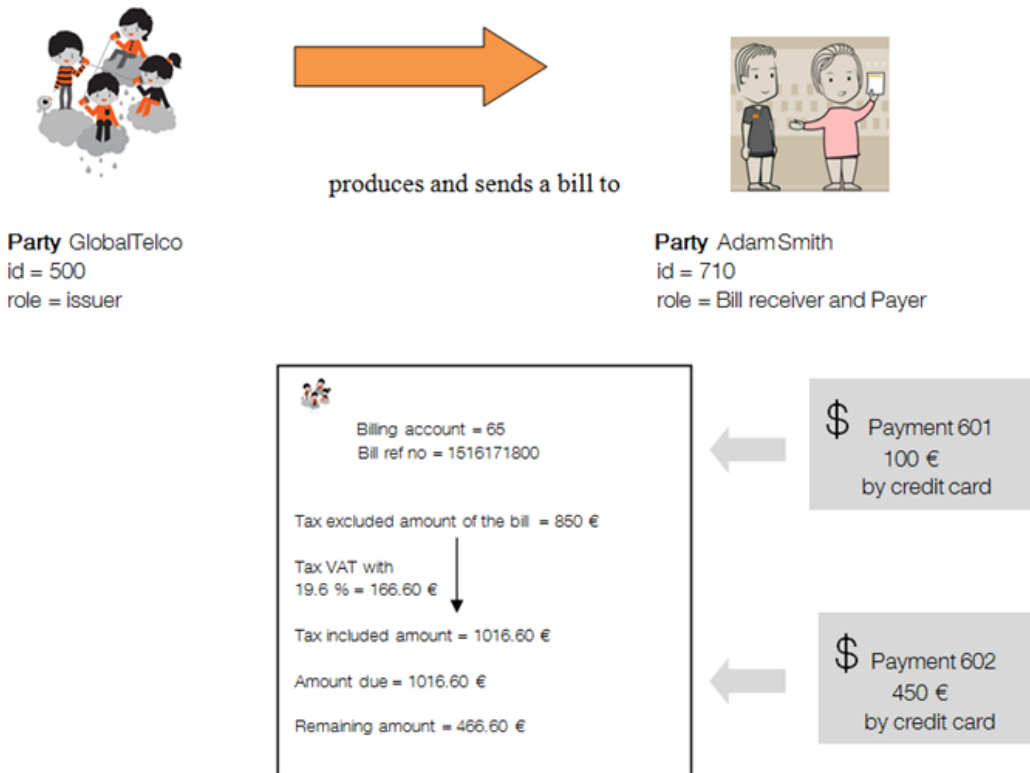 produces and sends a bill to
Party GlobalTelco
id = 500
role = issuer
Party AdamSmith
id = 710
role = Bill receiver and Payer
Billing account = 65
Bill ref no = 1516171800
Tax excluded amount of the bill = 850 €
Tax VAT with
19.6 % = 166.60 €
Tax included amount = 1016.60 €
Amount due = 1016.60 €
Remaining amount = 466.60 €
$ Payment 601
100 €
by credit card
$ Payment 602
450 €
by credit card